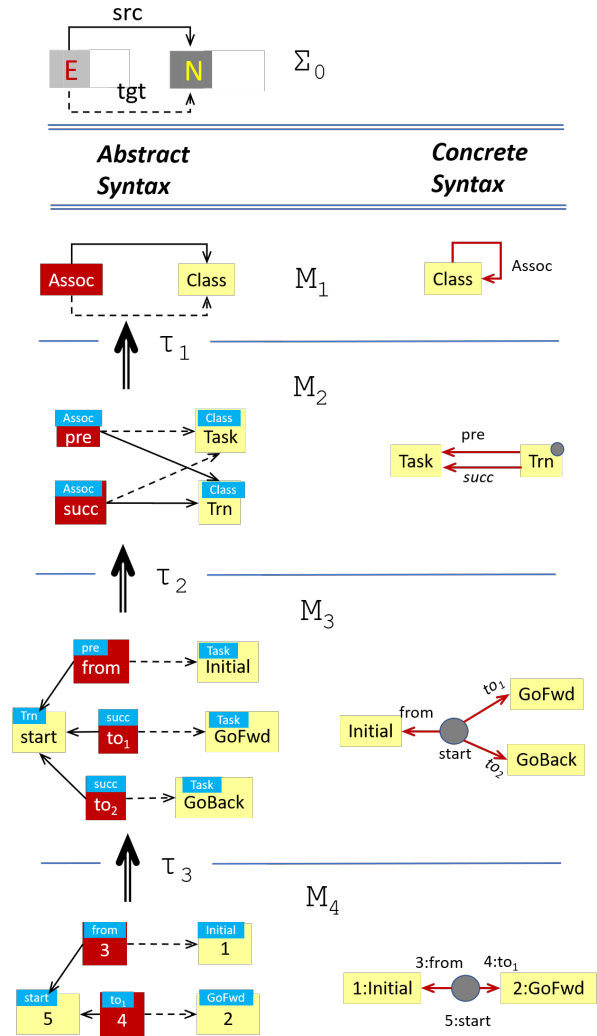 src
E
N
Σ₀
tgt
Abstract
Syntax
Concrete
Syntax
Assoc
Class
M₁
Class
Assoc
τ₁
M₂
Assoc
pre
Class
Task
Assoc
succ
Class
Trn
pre
Task
Trn
succ
τ₂
M₃
pre
from
Task
Initial
Trn
start
succ
to₁
Task
GoFwd
succ
to₂
Task
GoBack
to₁
GoFwd
from
Initial
start
to₂
GoBack
τ₃
M₄
from
3
Initial
1
start
5
to₁
4
GoFwd
2
3:from
4:to₁
1:Initial
2:GoFwd
5:start